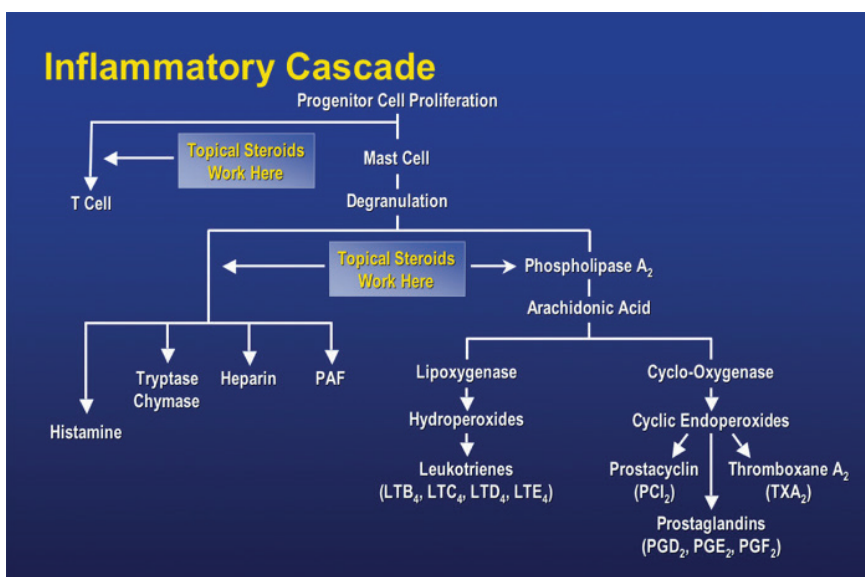 Inflammatory Cascade
Progenitor Cell Proliferation
Topical Steroids
Work Here
Mast Cell
T Cell
Degranulation
Topical Steroids
Work Here
Phospholipase A₂
Arachidonic Acid
Histamine
Tryptase
Chymase
Heparin
PAF
Lipoxygenase
Cyclo-Oxygenase
Hydroperoxides
Cyclic Endoperoxides
Leukotrienes
(LTB₄, LTC₄, LTD₄, LTE₄)
Prostacyclin
(PCI₂)
Thromboxane A₂
(TXA₂)
Prostaglandins
(PGD₂, PGE₂, PGF₂)